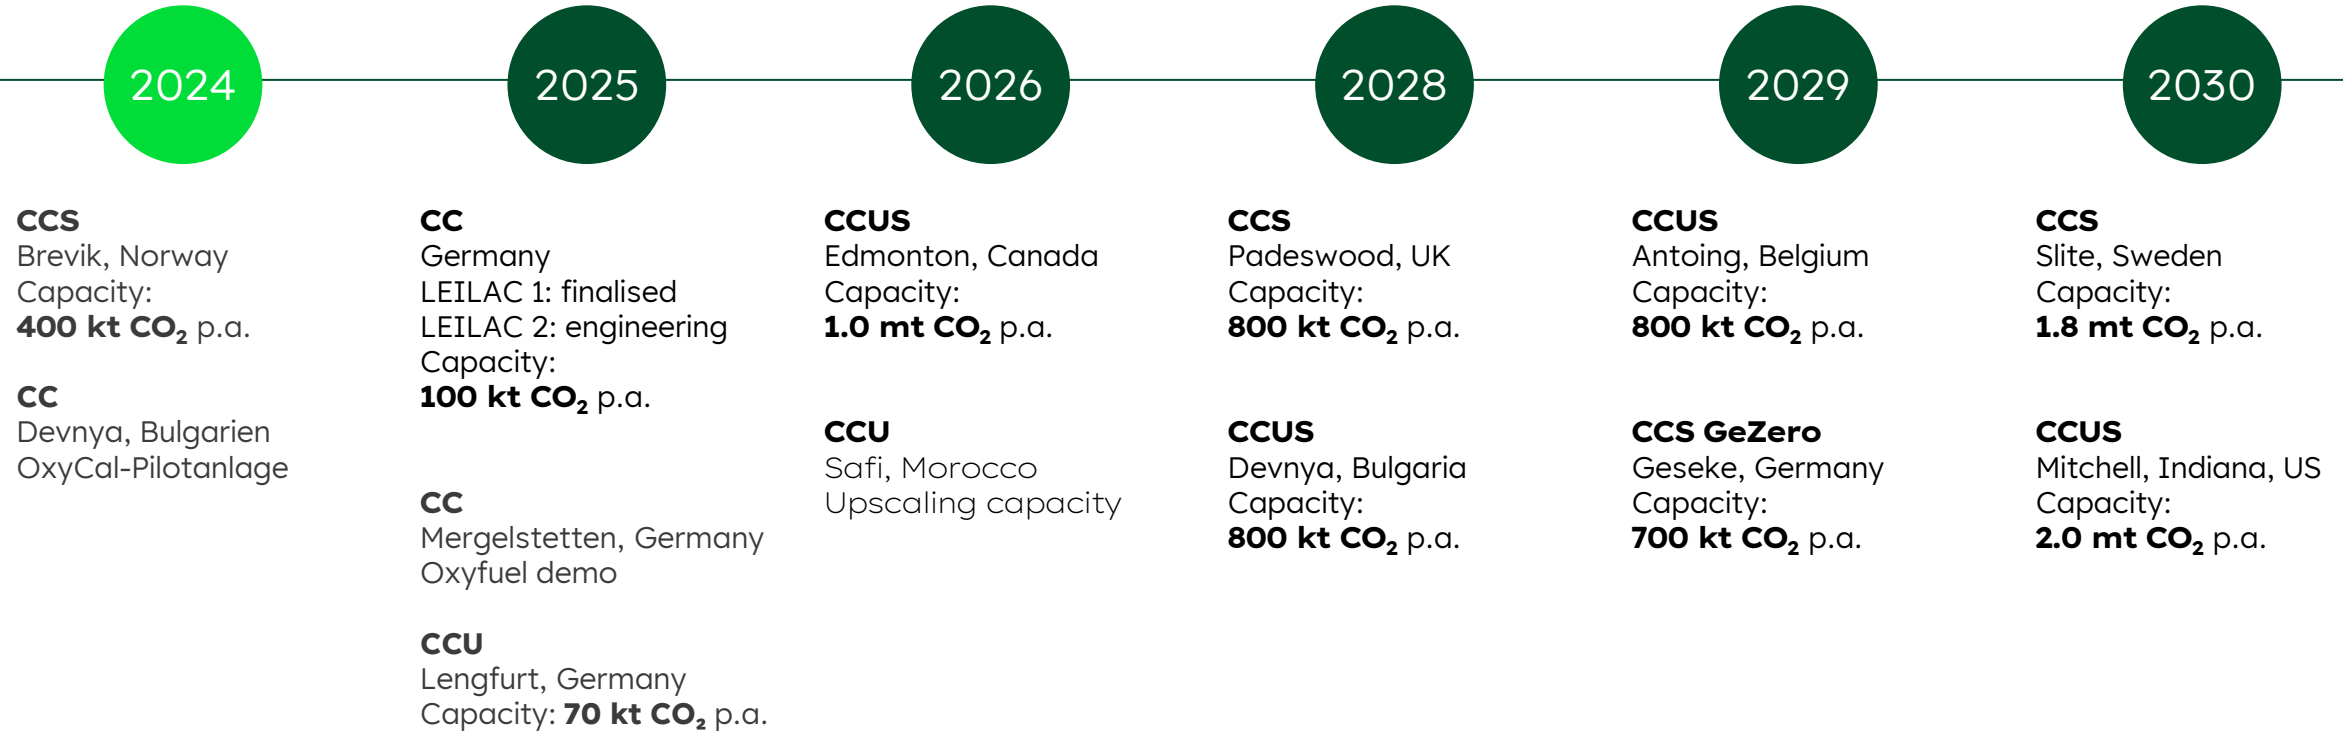 2024
2025
2026
2028
2029
2030
CCS
Brevik, Norway
Capacity:
400 kt CO₂ p.a.
CC
Devnya, Bulgarien
OxyCal-Pilotanlage
CC
Germany
LEILAC 1: finalised
LEILAC 2: engineering
Capacity:
100 kt CO₂ p.a.
CC
Mergelstetten, Germany
Oxyfuel demo
CCU
Lengfurt, Germany
Capacity: 70 kt CO₂ p.a.
CCUS
Edmonton, Canada
Capacity:
1.0 mt CO₂ p.a.
CCU
Safi, Morocco
Upscaling capacity
CCS
Padeswood, UK
Capacity:
800 kt CO₂ p.a.
CCUS
Devnya, Bulgaria
Capacity:
800 kt CO₂ p.a.
CCUS
Antoing, Belgium
Capacity:
800 kt CO₂ p.a.
CCS GeZero
Geseke, Germany
Capacity:
700 kt CO₂ p.a.
CCS
Slite, Sweden
Capacity:
1.8 mt CO₂ p.a.
CCUS
Mitchell, Indiana, US
Capacity:
2.0 mt CO₂ p.a.